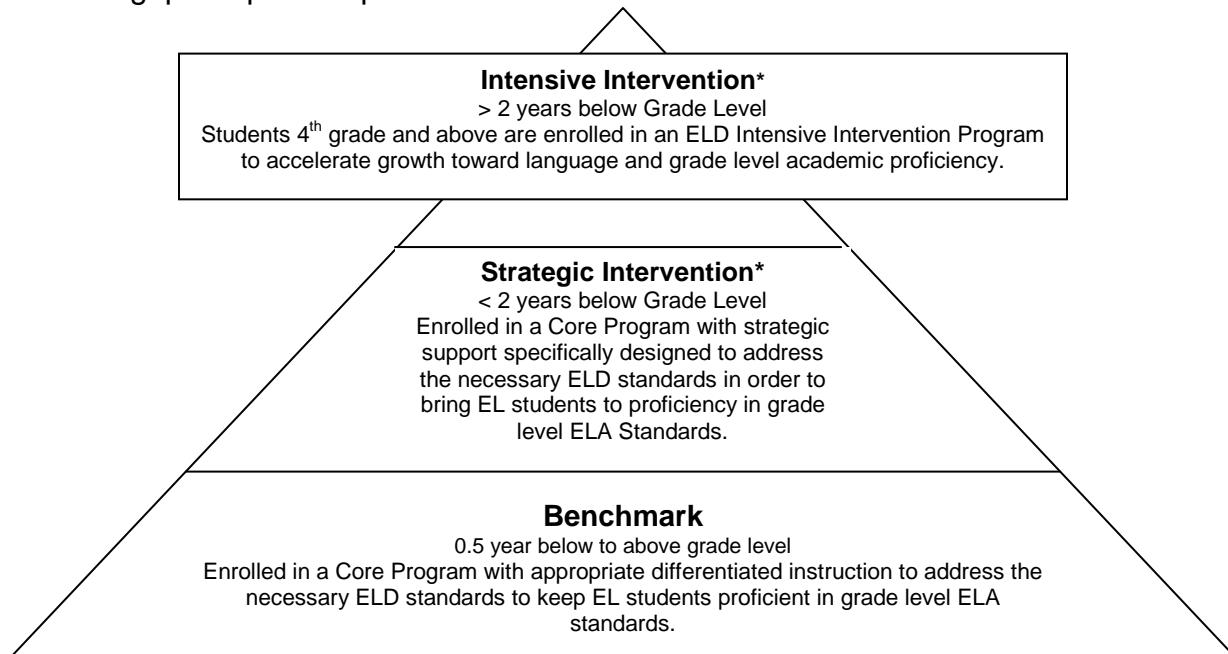 Intensive Intervention*
> 2 years below Grade Level
Students 4th grade and above are enrolled in an ELD Intensive Intervention Program
to accelerate growth toward language and grade level academic proficiency.
Strategic Intervention*
< 2 years below Grade Level
Enrolled in a Core Program with strategic
support specifically designed to address
the necessary ELD standards in order to
bring EL students to proficiency in grade
level ELA Standards.
Benchmark
0.5 year below to above grade level
Enrolled in a Core Program with appropriate differentiated instruction to address the
necessary ELD standards to keep EL students proficient in grade level ELA
standards.